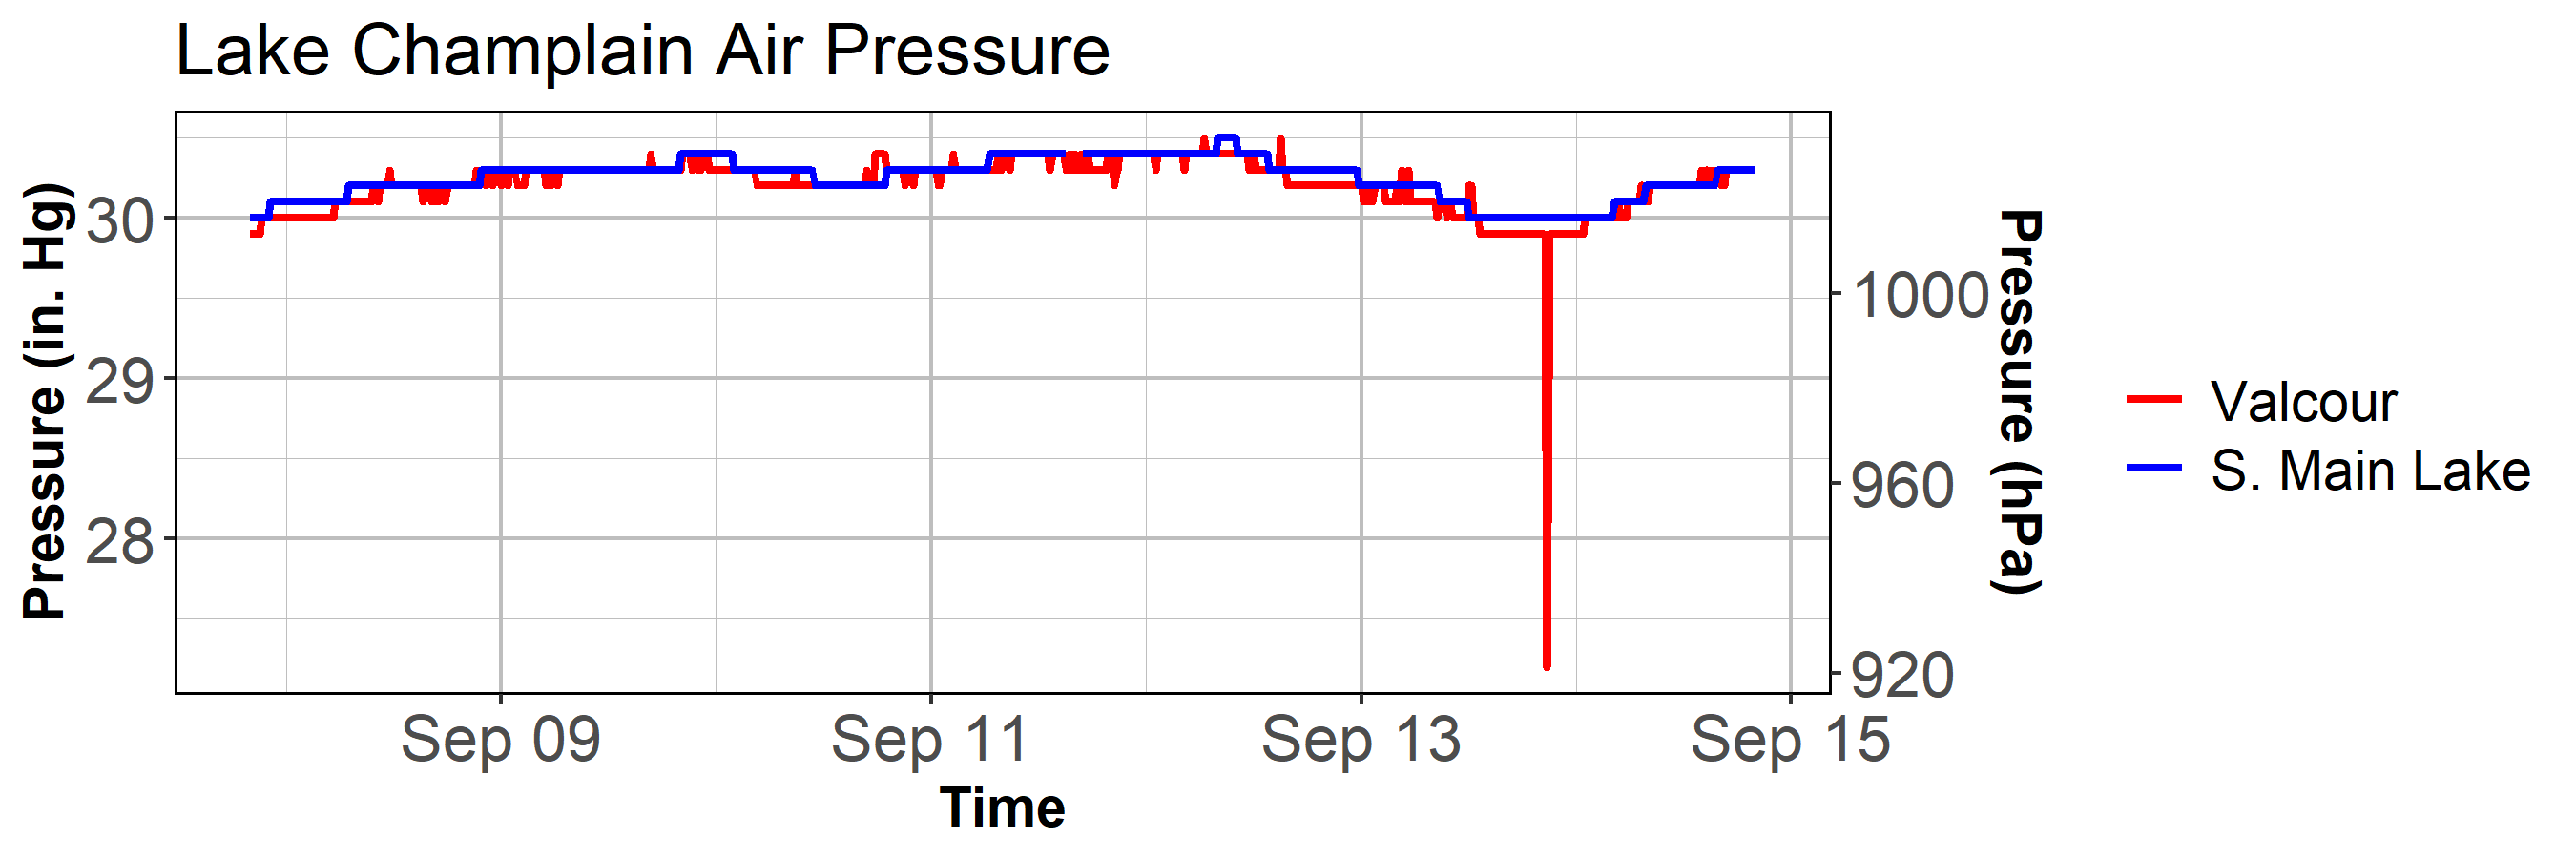 Lake Champlain Air Pressure
Pressure (in. Hg)
30
29
28
1000
960
920
Pressure (hPa)
Valcour
S. Main Lake
Sep 09
Sep 11
Sep 13
Sep 15
Time